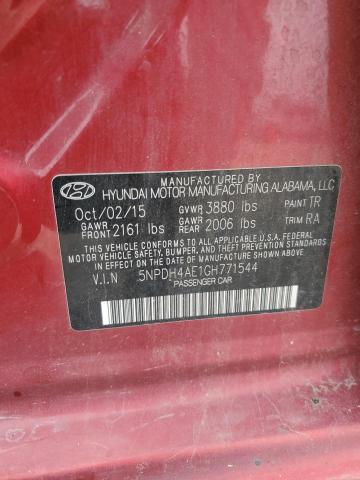 MANUFACTURED BY
HYUNDAI MOTOR MANUFACTURING ALABAMA, LLC
Oct/02/15 GVWR 3880 lbs PAINT TR
GAWR FRONT 2161 lbs GAWR REAR 2006 lbs TRIM RA
THIS VEHICLE CONFORMS TO ALL APPLICABLE U.S.A. FEDERAL
MOTOR VEHICLE SAFETY, BUMPER, AND THEFT PREVENTION
STANDARDS IN EFFECT ON THE DATE OF MANUFACTURE SHOWN ABOVE.
V.I.N 5NPDH4AE1GH771544
PASSENGER CAR